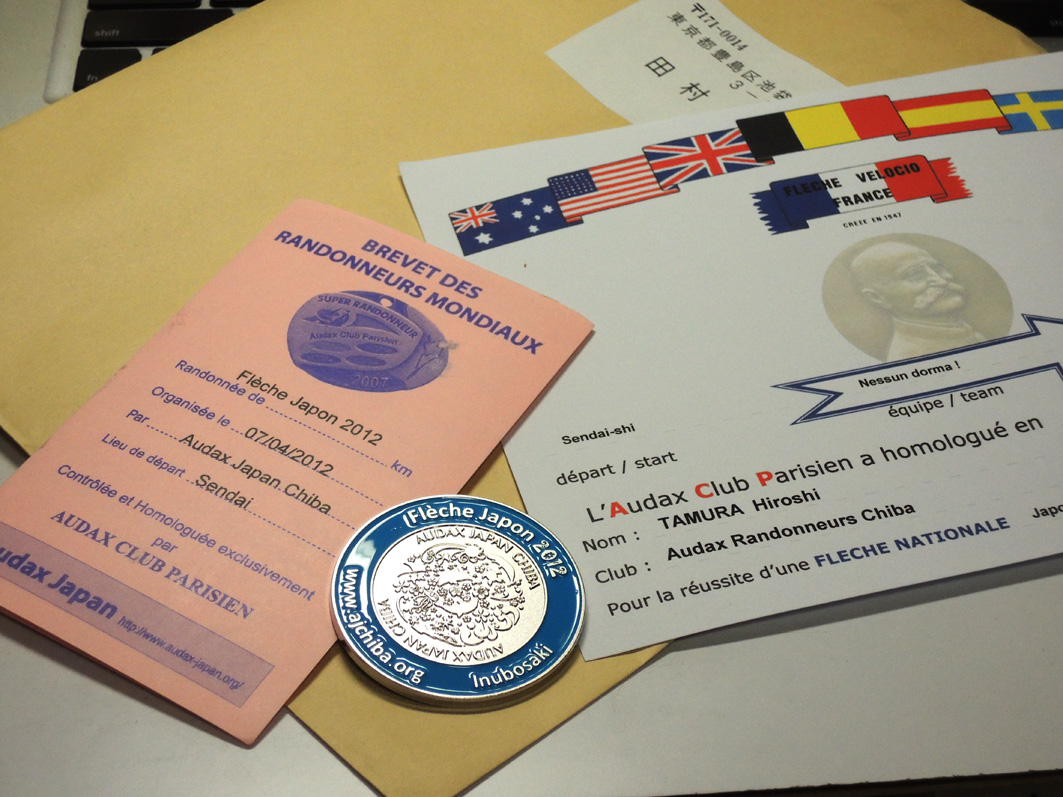 shift
fn
〒171-0014
東京都豊島区池袋
3－
田村
BREVET DES
RANDONNEURS MONDIAUX
SUPER RANDONNEUR
Audax Club Parisien
2007
Randonnée de Flèche Japon 2012 km
Organisée le 07/04/2012
Par Audax Japan Chiba
Lieu de départ Sendai
Contrôlée et Homologuée exclusivement
par
AUDAX CLUB PARISIEN
Audax Japan http://www.audax-japan.org/
(Flèche Japon 2012
AUDAX JAPAN CHIBA
AUDAX JAPAN CHIBA
www.ajchiba.org
Inubosaki
FLECHE VELOCIO
FRANCE
CREEE EN 1947
Nessun dorma !
équipe / team
Sendai-shi
départ / start
L'Audax Club Parisien a homologué en
Nom : TAMURA Hiroshi
Club : Audax Randonneurs Chiba
Pour la réussite d'une FLECHE NATIONALE